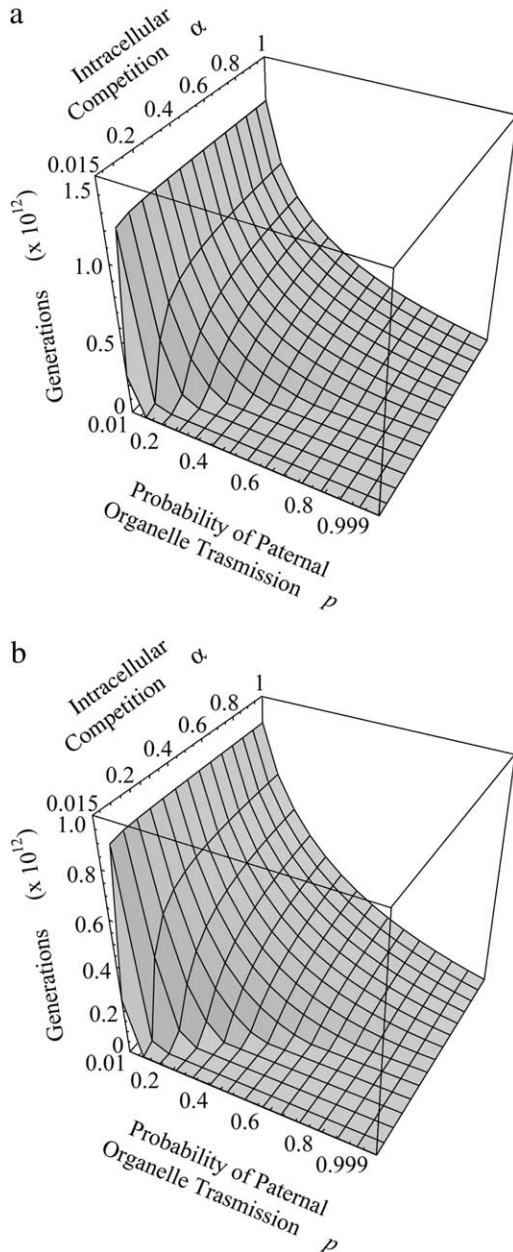 a
Intracellular
Competition α
1
0.8
0.6
0.4
0.2
0.015
1.5
1.0
0.5
0
Generations (x 10¹²)
0.01
0.2
0.4
0.6
0.8
0.999
Probability of Paternal
Organelle Trasmission p
b
Intracellular
Competition α
1
0.8
0.6
0.4
0.2
0.015
1.0
0.8
0.6
0.4
0.2
0
Generations (x 10¹²)
0.01
0.2
0.4
0.6
0.8
0.999
Probability of Paternal
Organelle Trasmission p